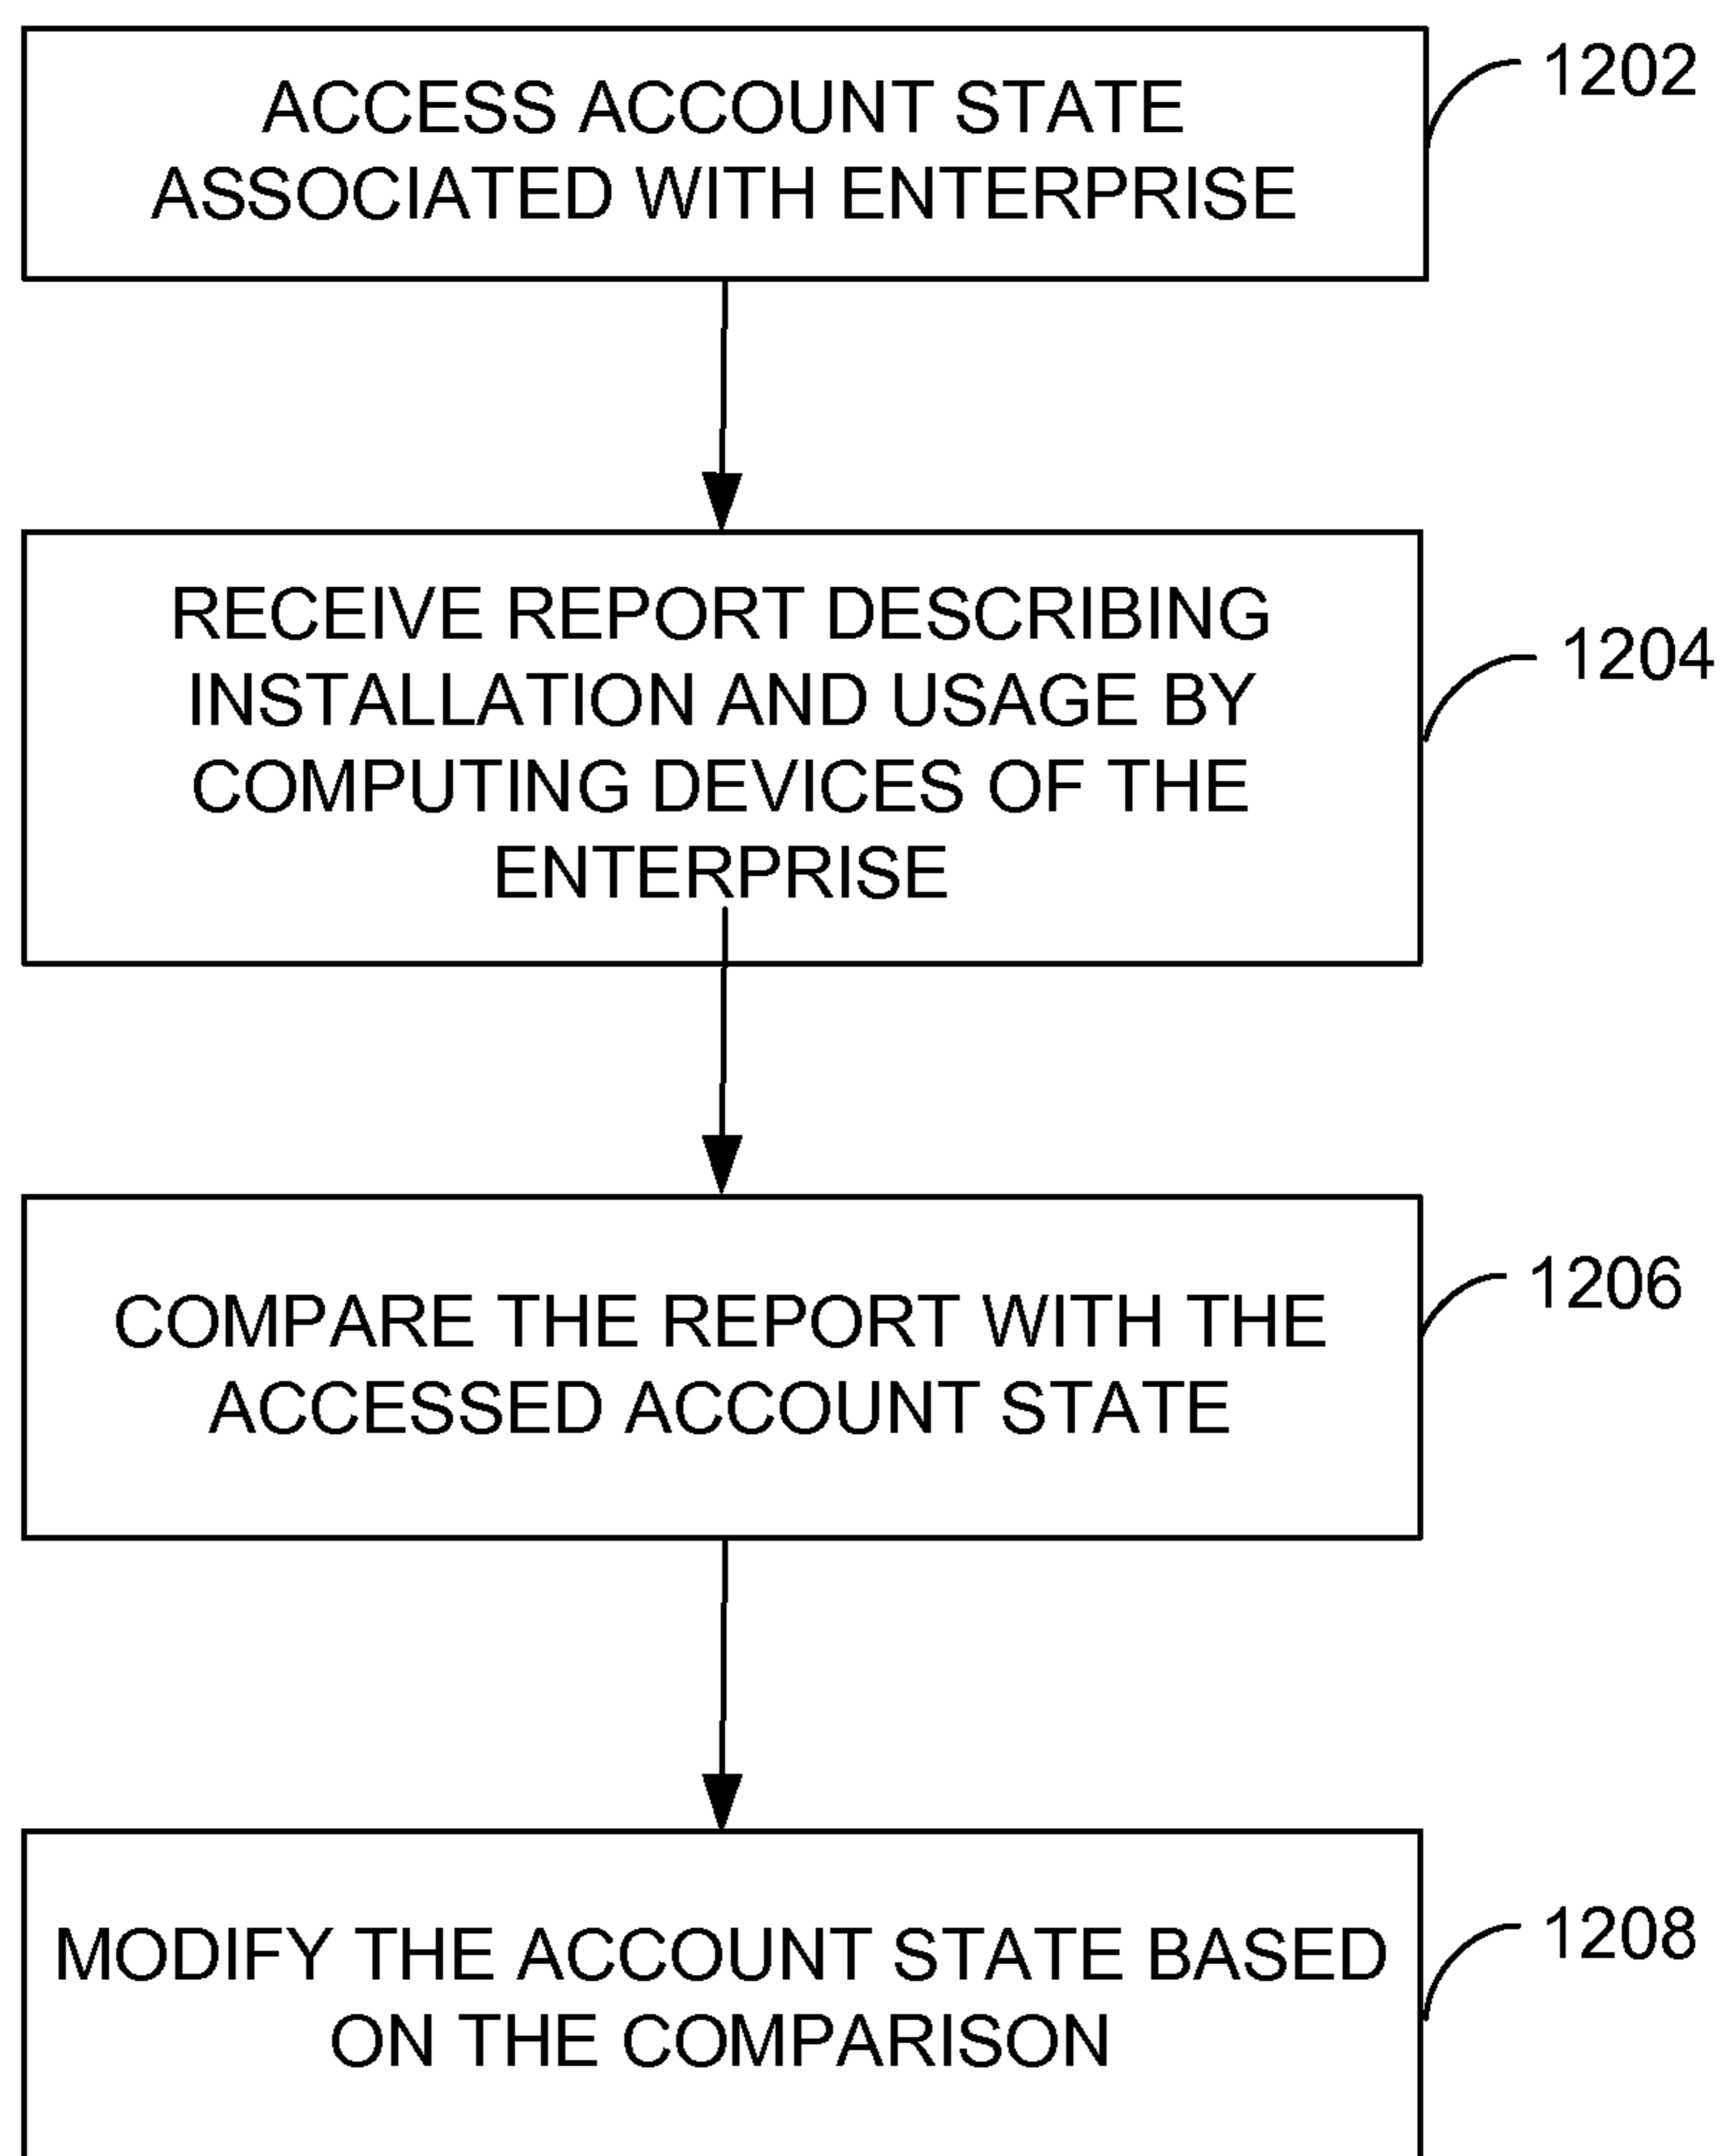 ACCESS ACCOUNT STATE
ASSOCIATED WITH ENTERPRISE
1202
RECEIVE REPORT DESCRIBING
INSTALLATION AND USAGE BY
COMPUTING DEVICES OF THE
ENTERPRISE
1204
COMPARE THE REPORT WITH THE
ACCESSED ACCOUNT STATE
1206
MODIFY THE ACCOUNT STATE BASED
ON THE COMPARISON
1208